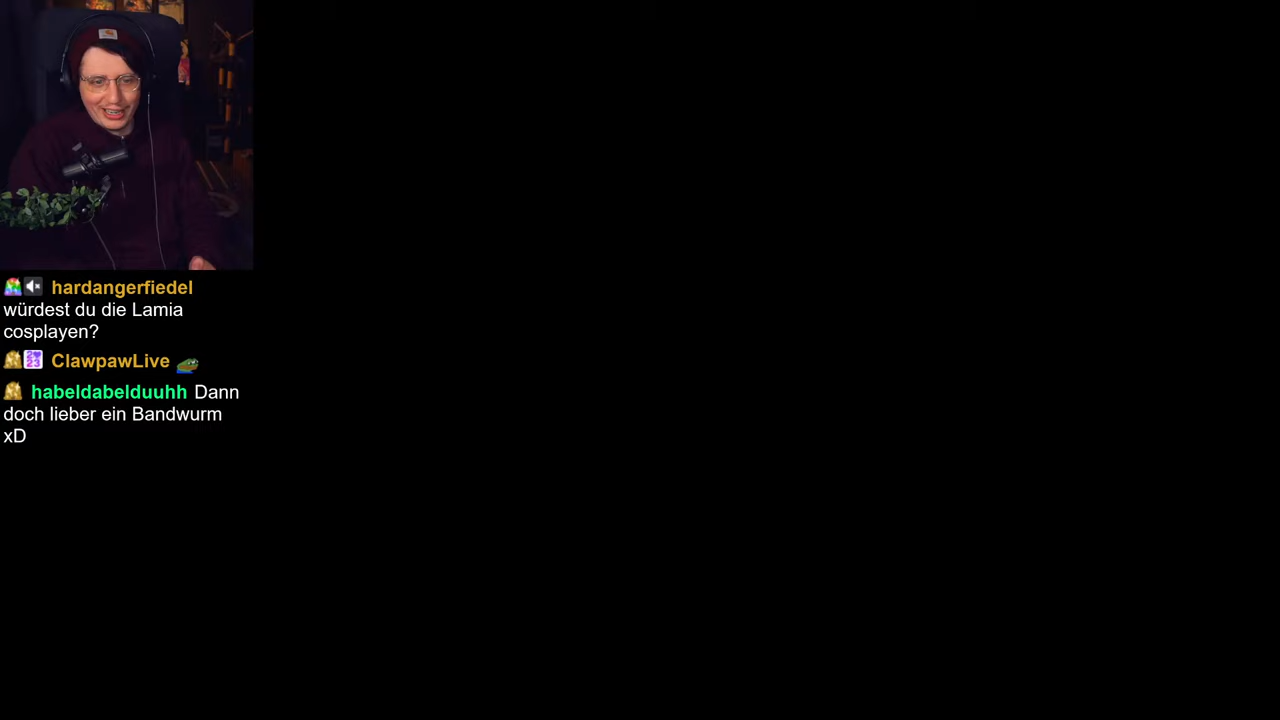 hardangerfiedel
würdest du die Lamia
cosplayen?
ClawpawLive
habeldabelduuhh Dann
doch lieber ein Bandwurm
xD